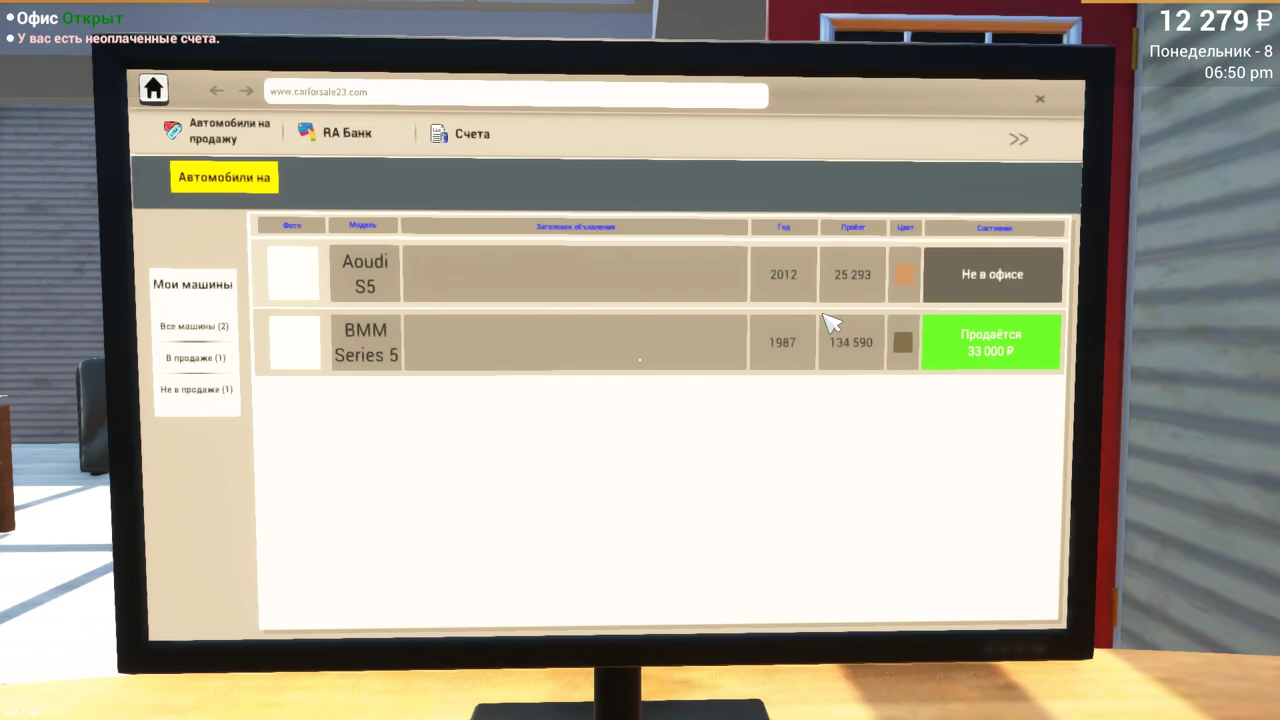 Офис Открыт
У вас есть неоплаченные счета.
12 279 ₽
Понедельник - 8
06:50 pm
www.carforsale23.com
Автомобили на продажу
RA Банк
Счета
Автомобили на
Фото Модель Заголовки объявления Год Пробег Цвет Состояние
Мои машины
Все машины (2)
В продаже (1)
Не в продаже (1)
Aoudi S5 2012 25 293 Не в офисе
BMM Series 5 1987 134 590 Продаётся 33 000 ₽